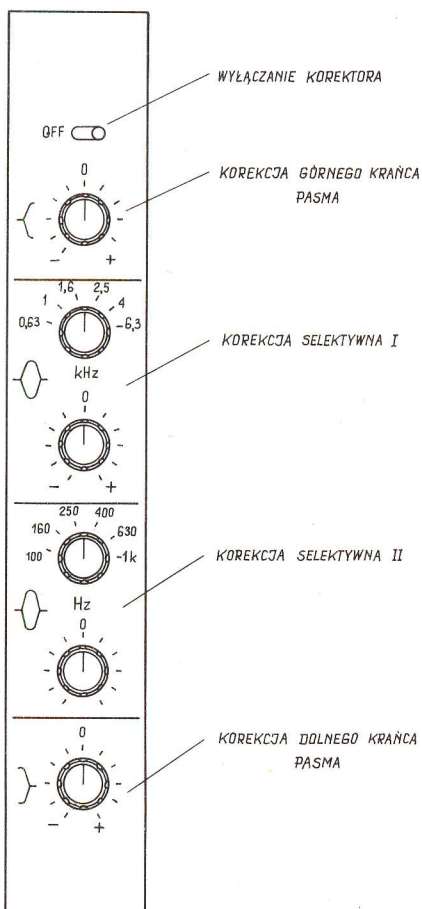 WYŁĄCZANIE KOREKTORA
OFF
0
KOREKCJA GÓRNEGO KRAŃCA
PASMA
- +
1,6 2,5
1 4
0,63 6,3
kHz
KOREKCJA SELEKTYWNA I
0
- +
250 400
160 630
100 1k
KOREKCJA SELEKTYWNA II
Hz
0
0
KOREKCJA DOLNEGO KRAŃCA
PASMA
- +